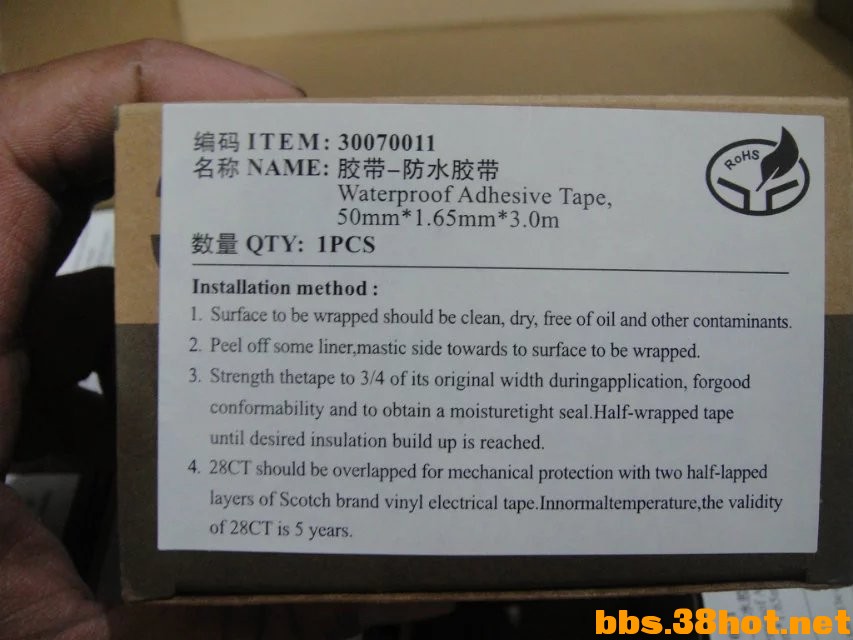 编码 ITEM: 30070011
名称 NAME: 胶带-防水胶带
Waterproof Adhesive Tape,
50mm*1.65mm*3.0m
数量 QTY: 1PCS
RoHS
Installation method :
1. Surface to be wrapped should be clean, dry, free of oil and other contaminants.
2. Peel off some liner,mastic side towards to surface to be wrapped.
3. Strength thetape to 3/4 of its original width duringapplication, forgood
conformability and to obtain a moisturetight seal.Half-wrapped tape
until desired insulation build up is reached.
4. 28CT should be overlapped for mechanical protection with two half-lapped
layers of Scotch brand vinyl electrical tape.Innormaltemperature,the validity
of 28CT is 5 years.
bbs.38hot.net